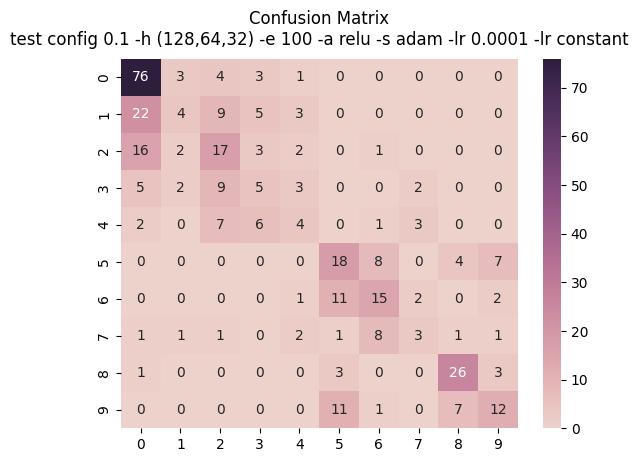 Confusion Matrix
test config 0.1 -h (128,64,32) -e 100 -a relu -s adam -lr 0.0001 -lr constant
0 76 3 4 3 1 0 0 0 0 0
1 22 4 9 5 3 0 0 0 0 0
2 16 2 17 3 2 0 1 0 0 0
3 5 2 9 5 3 0 0 2 0 0
4 2 0 7 6 4 0 1 3 0 0
5 0 0 0 0 0 18 8 0 4 7
6 0 0 0 0 1 11 15 2 0 2
7 1 1 1 0 2 1 8 3 1 1
8 1 0 0 0 0 3 0 0 26 3
9 0 0 0 0 0 11 1 0 7 12
0 1 2 3 4 5 6 7 8 9
70
60
50
40
30
20
10
0